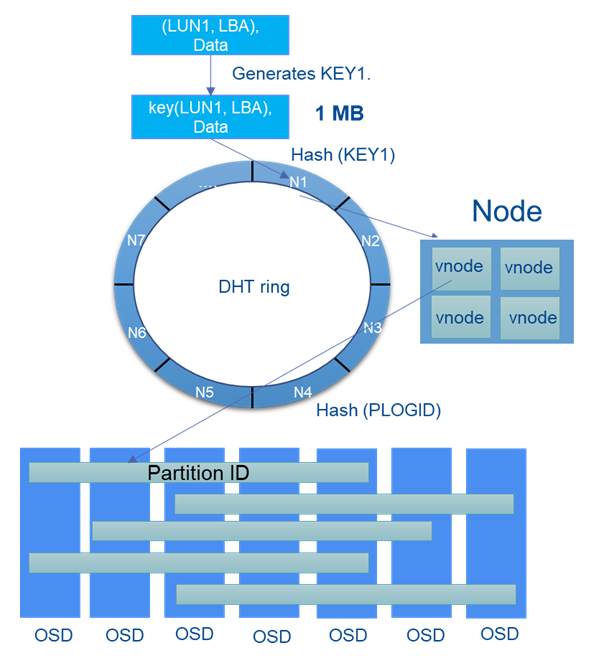 (LUN1, LBA),
Data
Generates KEY1.
key(LUN1, LBA),
Data
1 MB
Hash (KEY1)
....
N1
Node
N7
N2
vnode
vnode
DHT ring
vnode
vnode
N6
N3
N5
N4
Hash (PLOGID)
Partition ID
OSD
OSD
OSD
OSD
OSD
OSD
OSD